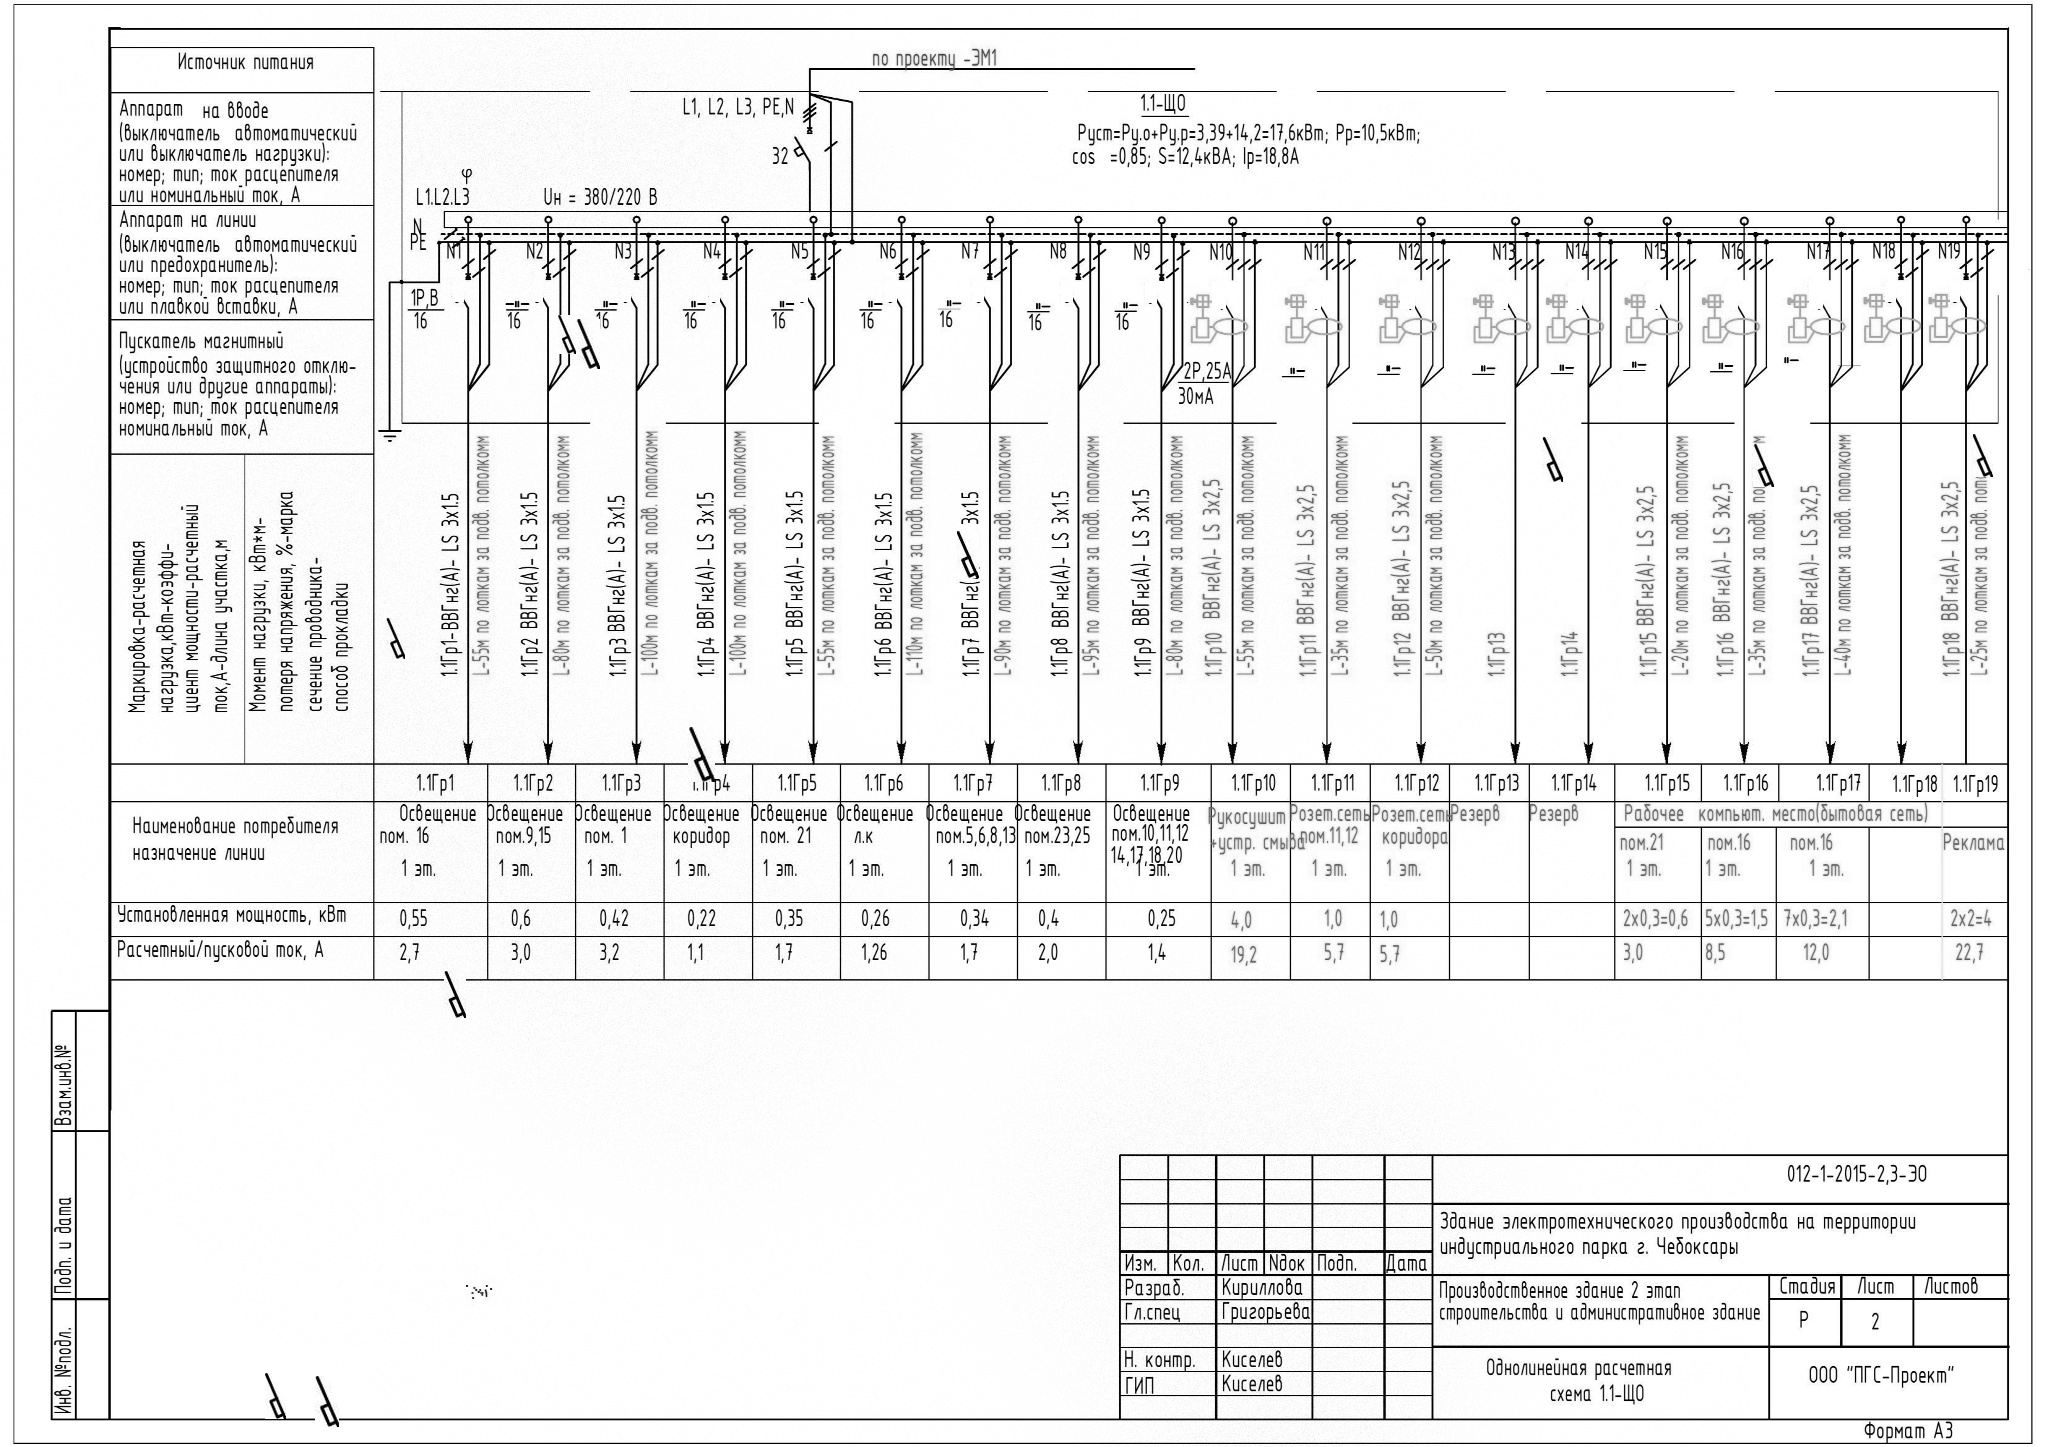 по проекту -ЭМ1
Источник питания
Аппарат на вводе
(выключатель автоматический
или выключатель нагрузки):
номер; тип; ток расцепителя
или номинальный ток, А
Аппарат на линии
(выключатель автоматический
или предохранитель):
номер; тип; ток расцепителя
или плавкой вставки, А
Пускатель магнитный
(устройство защитного отклю-
чения или другие аппараты):
номер; тип; ток расцепителя
номинальный ток, А
Маркировка-расчетная
нагрузка,кВт-коэффи-
циент мощности-расчетный
ток,А-длина участка,м
Момент нагрузки, кВт*м-
потеря напряжения, %-марка
сечение проводника-
способ прокладки
L1, L2, L3, PE,N
32
1.1-ЩО
Руст=Ру.о+Ру.р=3,39+14,2=17,6кВт; Рр=10,5кВт;
cos =0,85; S=12,4кВА; Iр=18,8А
φ
L1.L2.L3
Uн = 380/220 В
N
PE
N1 N2 N3 N4 N5 N6 N7 N8 N9 N10 N11 N12 N13 N14 N15 N16 N17 N18 N19
1Р,В
16 16 16 16 16 16 16 16 16
2Р,25А
30мА
1.1Гр1-ВВГнг(А)- LS 3х1.5
L-55м по лоткам за подв. потолкомм
1.1Гр2 ВВГнг(А)- LS 3х1.5
L-80м по лоткам за подв. потолкомм
1.1Гр3 ВВГнг(А)- LS 3х1.5
L-100м по лоткам за подв. потолкомм
1.1Гр4 ВВГнг(А)- LS 3х1.5
L-100м по лоткам за подв. потолкомм
1.1Гр5 ВВГнг(А)- LS 3х1.5
L-55м по лоткам за подв. потолкомм
1.1Гр6 ВВГнг(А)- LS 3х1.5
L-110м по лоткам за подв. потолкомм
1.1Гр7 ВВГнг( 3х1.5
L-90м по лоткам за подв. потолкомм
1.1Гр8 ВВГнг(А)- LS 3х1.5
L-95м по лоткам за подв. потолкомм
1.1Гр9 ВВГнг(А)- LS 3х1.5
L-80м по лоткам за подв. потолкомм
1.1Гр10 ВВГнг(А)- LS 3х2,5
L-55м по лоткам за подв. потолкомм
1.1Гр11 ВВГнг(А)- LS 3х2,5
L-35м по лоткам за подв. потолкомм
1.1Гр12 ВВГнг(А)- LS 3х2,5
L-50м по лоткам за подв. потолкомм
1.1Гр13
1.1Гр14
1.1Гр15 ВВГнг(А)- LS 3х2,5
L-20м по лоткам за подв. потолкомм
1.1Гр16 ВВГнг(А)- LS 3х2,5
L-35м по лоткам за подв.
1.1Гр17 ВВГнг(А)- LS 3х2,5
L-40м по лоткам за подв. потолкомм
1.1Гр18 ВВГнг(А)- LS 3х2,5
L-25м по лоткам за подв.
1.1Гр1 1.1Гр2 1.1Гр3 1.1Гр4 1.1Гр5 1.1Гр6 1.1Гр7 1.1Гр8 1.1Гр9 1.1Гр10 1.1Гр11 1.1Гр12 1.1Гр13 1.1Гр14 1.1Гр15 1.1Гр16 1.1Гр17 1.1Гр18 1.1Гр19
Наименование потребителя
назначение линии
Освещение
пом. 16
1 эт.
Освещение
пом.9,15
1 эт.
Освещение
пом. 1
1 эт.
Освещение
коридор
1 эт.
Освещение
пом. 21
1 эт.
Освещение
л.к
1 эт.
Освещение
пом.5,6,8,13
1 эт.
Освещение
пом.23,25
1 эт.
Освещение
пом.10,11,12
14,17,18,20
1 эт.
Рукосушит
+устр. смыва
1 эт.
Розет.сеть
пом.11,12
1 эт.
Розет.сеть
коридора
1 эт.
Резерв
Резерв
Рабочее компьют. место(бытовая сеть)
пом.21
1 эт.
пом.16
1 эт.
пом.16
1 эт.
Реклама
Установленная мощность, кВт 0,55 0,6 0,42 0,22 0,35 0,26 0,34 0,4 0,25 4,0 1,0 1,0 2х0,3=0,6 5х0,3=1,5 7х0,3=2,1 2х2=4
Расчетный/пусковой ток, А 2,7 3,0 3,2 1,1 1,7 1,26 1,7 2,0 1,4 19,2 5,7 5,7 3,0 8,5 12,0 22,7
Взам.инв.№
Подп. и дата
Инв. №подл.
012-1-2015-2,3-ЭО
Здание электротехнического производства на территории
индустриального парка г. Чебоксары
Изм. Кол. Лист Nдок Подп. Дата
Разраб. Кириллова
Гл.спец Григорьева
Н. контр. Киселев
ГИП Киселев
Производственное здание 2 этап
строительства и административное здание
Стадия Лист Листов
Р 2
Однолинейная расчетная
схема 1.1-ЩО
ООО "ПГС-Проект"
Формат А3